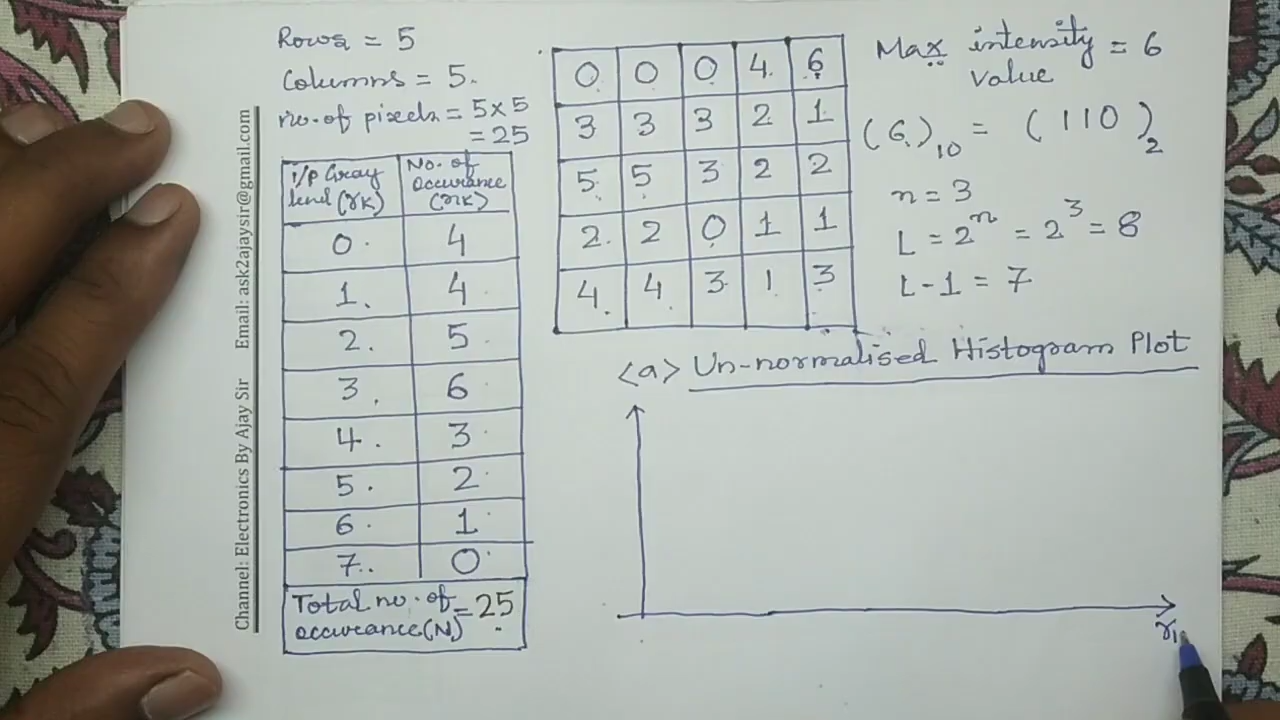 Rows = 5
Columns = 5.
no. of pixels = 5 x 5
= 25
i/p Gray level (rk) No. of occurance (nk)
0 4
1 4
2 5
3 6
4 3
5 2
6 1
7 0
Total no. of occurance (N) = 25
0 0 0 4 6
3 3 3 2 1
5 5 3 2 2
2 2 0 1 1
4 4 3 1 3
Max intensity value = 6
(6)10 = (110)2
n = 3
L = 2^n = 2^3 = 8
L-1 = 7
<a> Un-normalised Histogram Plot
Channel: Electronics By Ajay Sir Email: ask2ajaysir@gmail.com